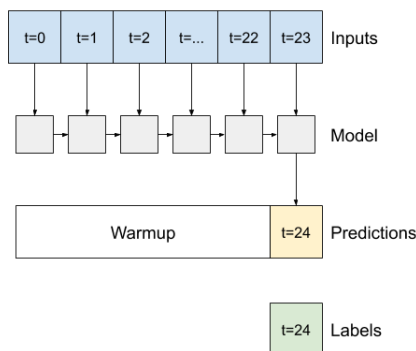 t=0 t=1 t=2 t=... t=22 t=23 Inputs
Model
Warmup t=24 Predictions
t=24 Labels